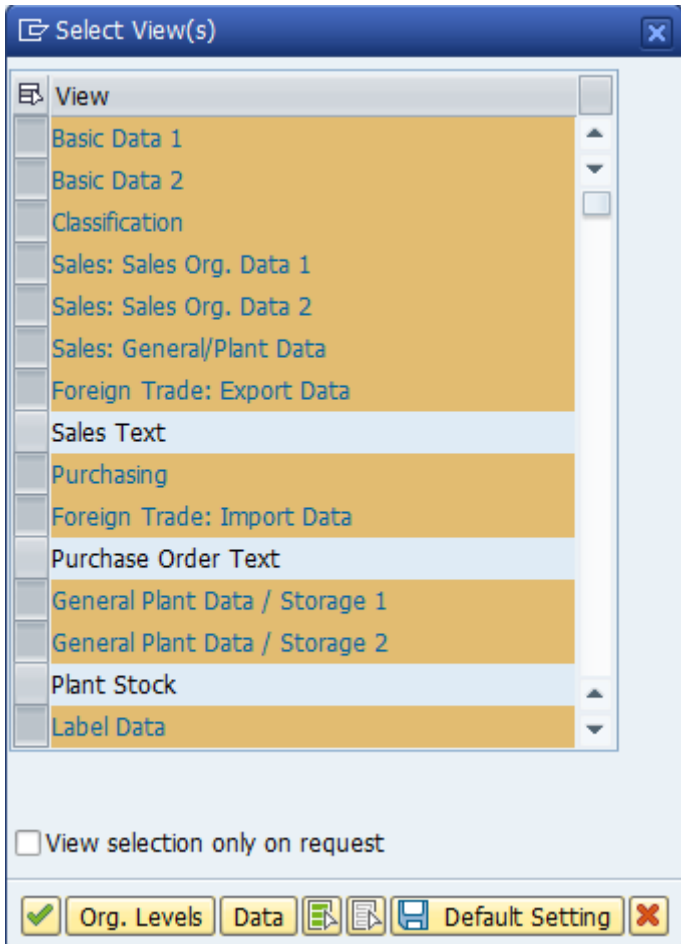 Select View(s)
View
Basic Data 1
Basic Data 2
Classification
Sales: Sales Org. Data 1
Sales: Sales Org. Data 2
Sales: General/Plant Data
Foreign Trade: Export Data
Sales Text
Purchasing
Foreign Trade: Import Data
Purchase Order Text
General Plant Data / Storage 1
General Plant Data / Storage 2
Plant Stock
Label Data
View selection only on request
Org. Levels Data Default Setting